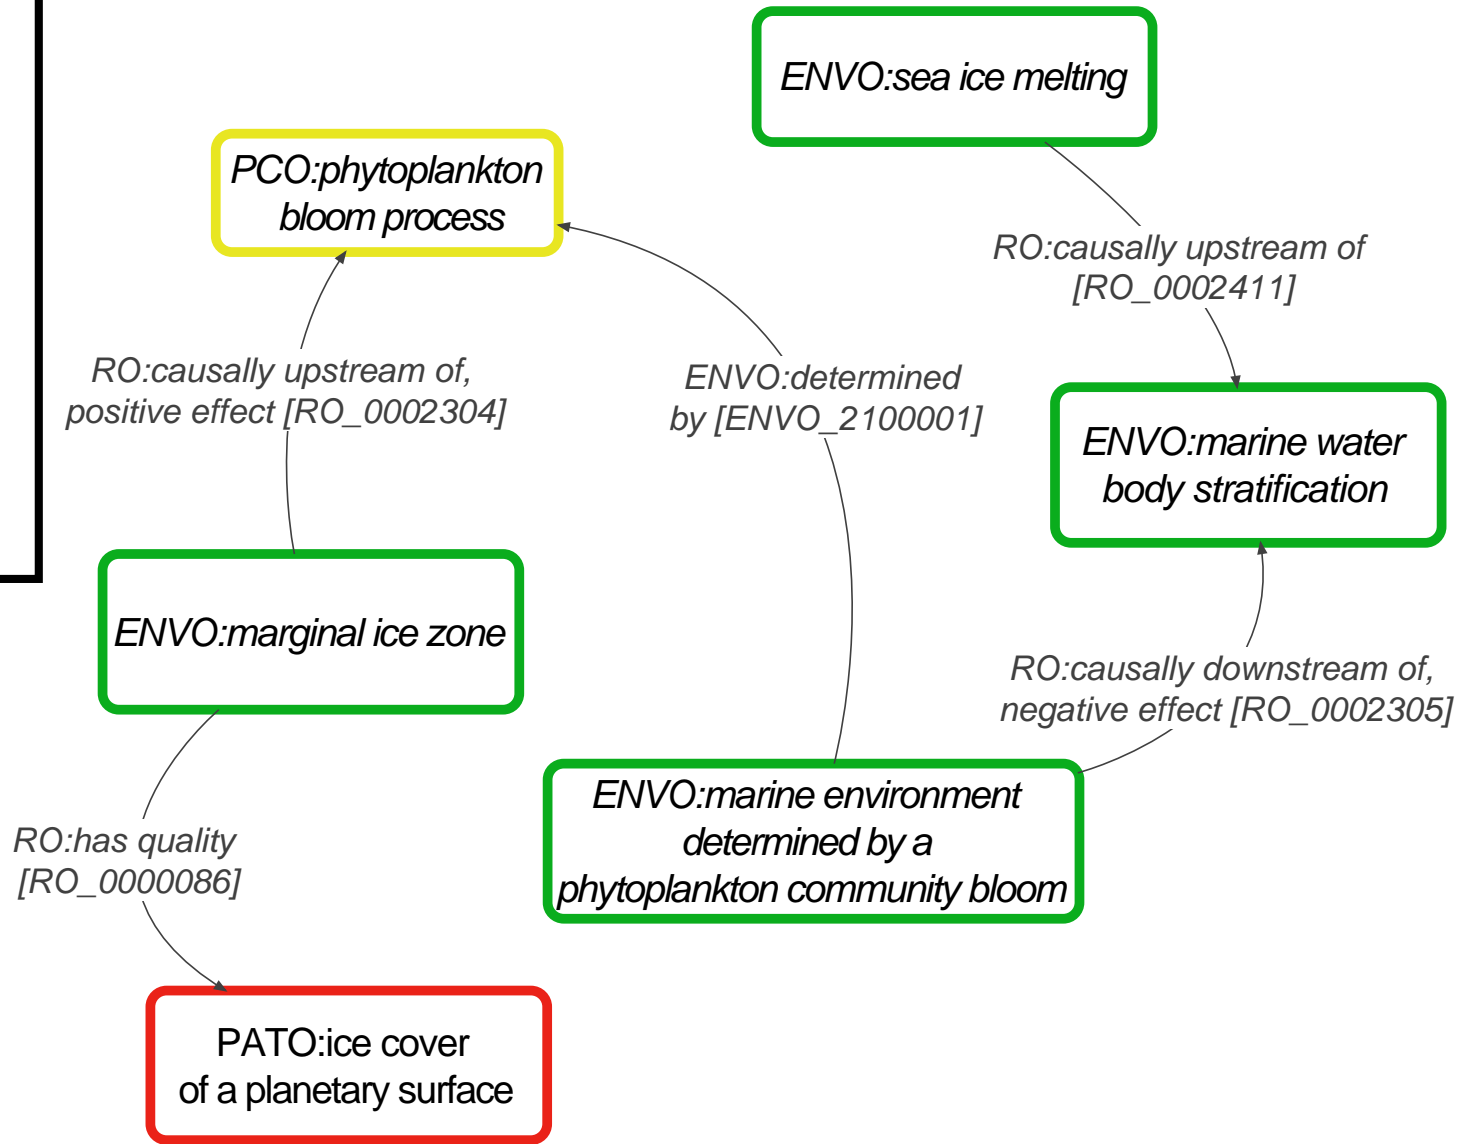 ENVO:sea ice melting
PCO:phytoplankton
bloom process
RO:causally upstream of
[RO_0002411]
RO:causally upstream of,
positive effect [RO_0002304]
ENVO:determined
by [ENVO_2100001]
ENVO:marine water
body stratification
ENVO:marginal ice zone
RO:causally downstream of,
negative effect [RO_0002305]
ENVO:marine environment
determined by a
phytoplankton community bloom
RO:has quality
[RO_0000086]
PATO:ice cover
of a planetary surface